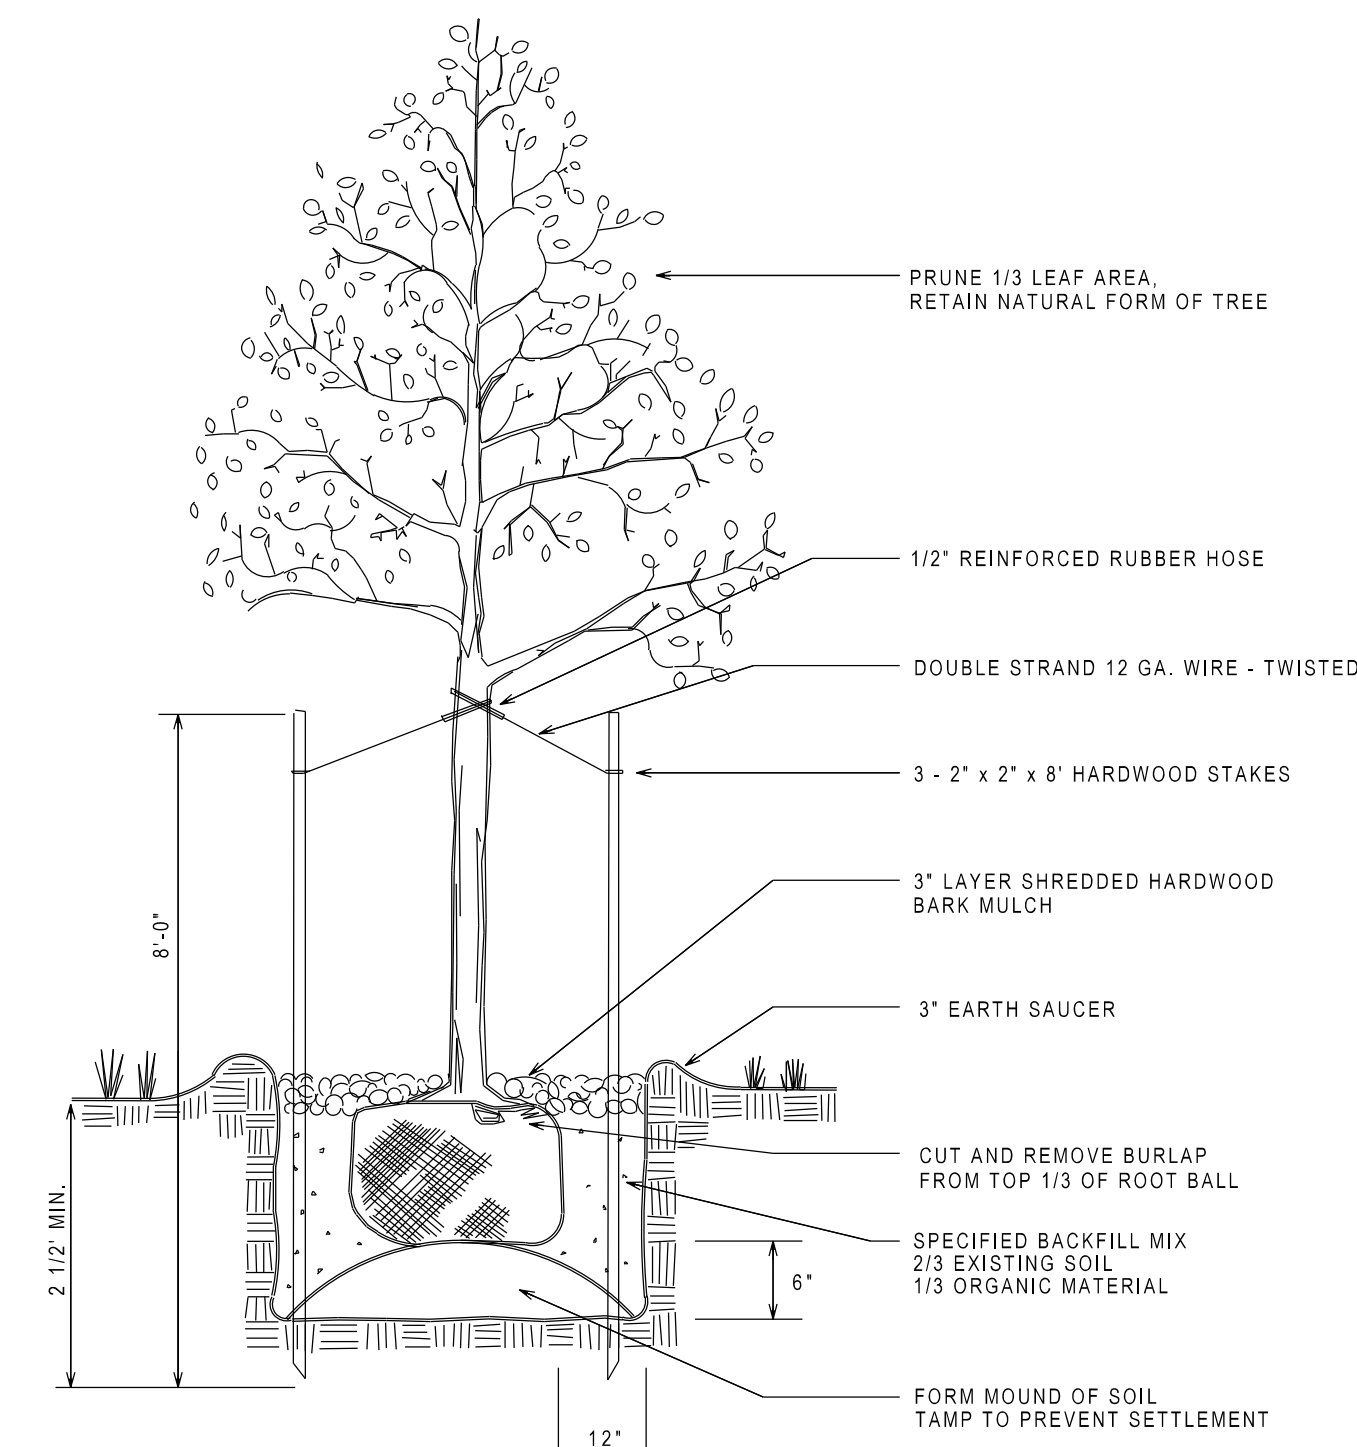 PRUNE 1/3 LEAF AREA,
RETAIN NATURAL FORM OF TREE
1/2" REINFORCED RUBBER HOSE
DOUBLE STRAND 12 GA. WIRE - TWISTED
3 - 2" x 2" x 8' HARDWOOD STAKES
3" LAYER SHREDDED HARDWOOD
BARK MULCH
8'-0"
3" EARTH SAUCER
CUT AND REMOVE BURLAP
FROM TOP 1/3 OF ROOT BALL
2 1/2' MIN.
SPECIFIED BACKFILL MIX
2/3 EXISTING SOIL
1/3 ORGANIC MATERIAL
6"
FORM MOUND OF SOIL
TAMP TO PREVENT SETTLEMENT
12"